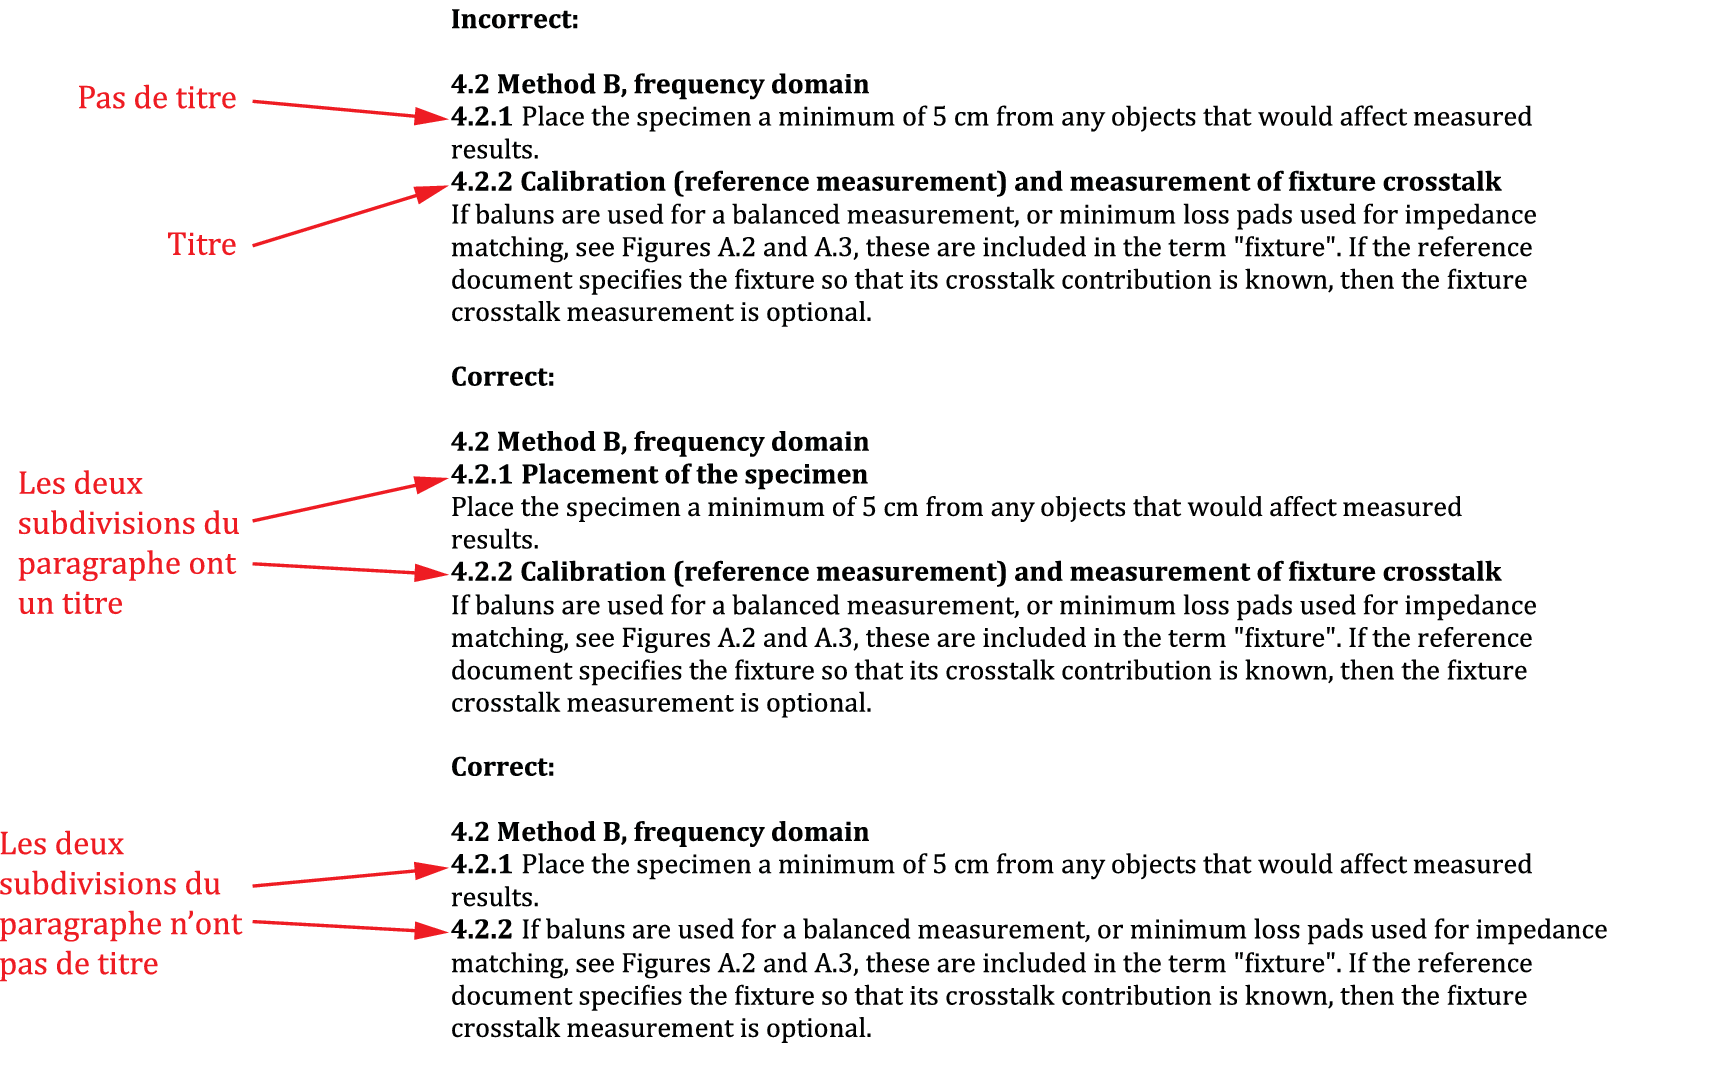 Incorrect:
4.2 Method B, frequency domain
Pas de titre
4.2.1 Place the specimen a minimum of 5 cm from any objects that would affect measured
results.
4.2.2 Calibration (reference measurement) and measurement of fixture crosstalk
Titre
If baluns are used for a balanced measurement, or minimum loss pads used for impedance
matching, see Figures A.2 and A.3, these are included in the term "fixture". If the reference
document specifies the fixture so that its crosstalk contribution is known, then the fixture
crosstalk measurement is optional.
Correct:
4.2 Method B, frequency domain
Les deux
subdivisions du
paragraphe ont
un titre
4.2.1 Placement of the specimen
Place the specimen a minimum of 5 cm from any objects that would affect measured
results.
4.2.2 Calibration (reference measurement) and measurement of fixture crosstalk
If baluns are used for a balanced measurement, or minimum loss pads used for impedance
matching, see Figures A.2 and A.3, these are included in the term "fixture". If the reference
document specifies the fixture so that its crosstalk contribution is known, then the fixture
crosstalk measurement is optional.
Correct:
4.2 Method B, frequency domain
Les deux
subdivisions du
paragraphe n’ont
pas de titre
4.2.1 Place the specimen a minimum of 5 cm from any objects that would affect measured
results.
4.2.2 If baluns are used for a balanced measurement, or minimum loss pads used for impedance
matching, see Figures A.2 and A.3, these are included in the term "fixture". If the reference
document specifies the fixture so that its crosstalk contribution is known, then the fixture
crosstalk measurement is optional.